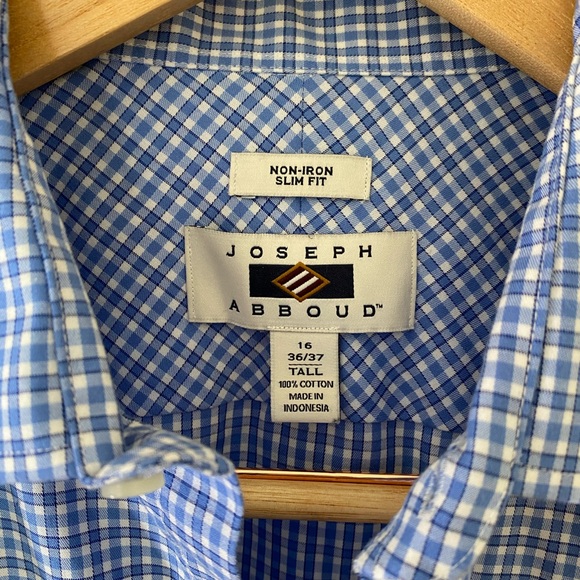 NON-IRON
SLIM FIT
JOSEPH
ABBOUD™
16
36/37
TALL
100% COTTON
MADE IN
INDONESIA